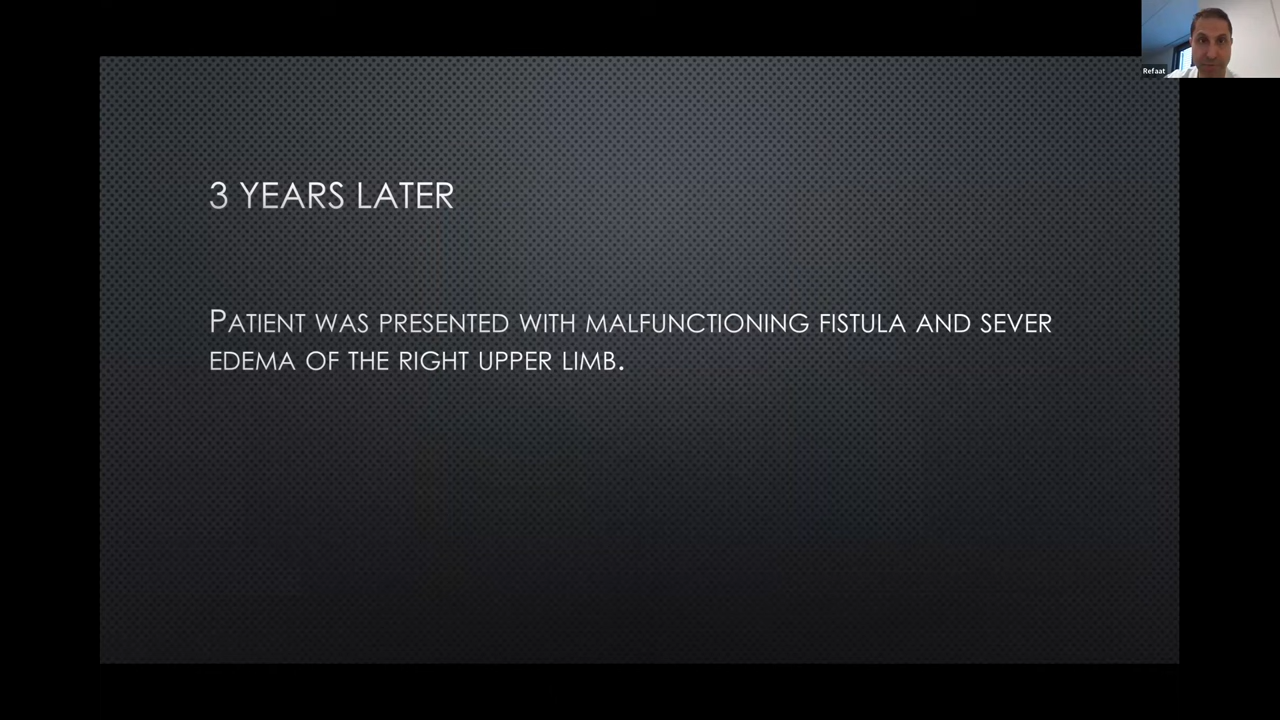 Refaat
3 YEARS LATER
PATIENT WAS PRESENTED WITH MALFUNCTIONING FISTULA AND SEVER
EDEMA OF THE RIGHT UPPER LIMB.